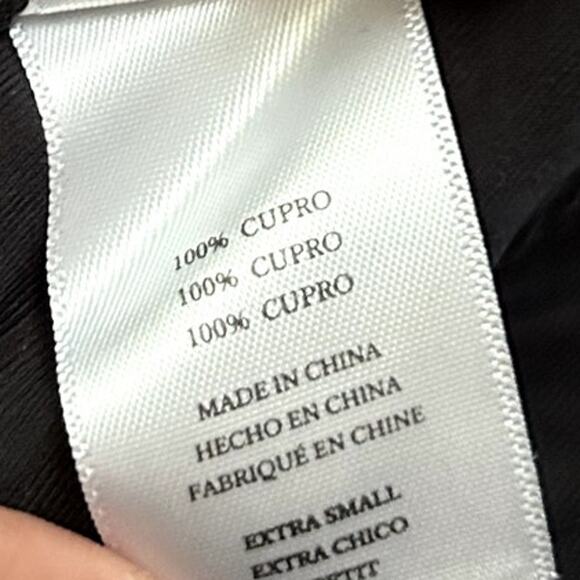 100% CUPRO
100% CUPRO
100% CUPRO
MADE IN CHINA
HECHO EN CHINA
FABRIQUÉ EN CHINE
EXTRA SMALL
EXTRA CHICO